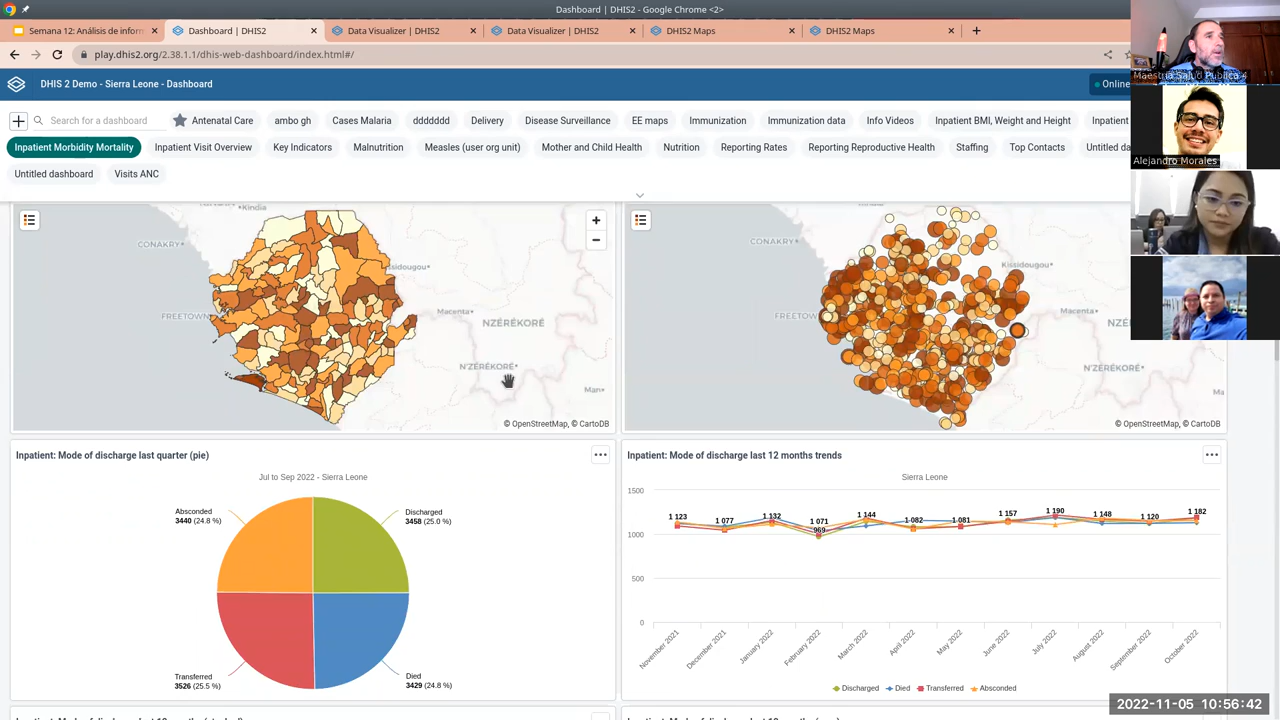 Dashboard | DHIS2 - Google Chrome <2>
Semana 12: Análisis de infor
Dashboard | DHIS2
Data Visualizer | DHIS2
Data Visualizer | DHIS2
DHIS2 Maps
DHIS2 Maps
play.dhis2.org/2.38.1.1/dhis-web-dashboard/index.html#/
DHIS 2 Demo - Sierra Leone - Dashboard
Online
Search for a dashboard
Antenatal Care
ambo gh
Cases Malaria
ddddddd
Delivery
Disease Surveillance
EE maps
Immunization
Immunization data
Info Videos
Inpatient BMI, Weight and Height
Inpatient
Inpatient Morbidity Mortality
Inpatient Visit Overview
Key Indicators
Malnutrition
Measles (user org unit)
Mother and Child Health
Nutrition
Reporting Rates
Reporting Reproductive Health
Staffing
Top Contacts
Untitled da
Untitled dashboard
Visits ANC
Maestría Salud Pública 4
Alejandro Morales
Kindia
CONAKRY
issidougou
FREETOWN
Macenta
NZÉRÉKORÉ
N'ZÉRÉKORÉ
Man
© OpenStreetMap, © CartoDB
CONAKRY
Kissidougou
FREETOWN
Macenta
NZÉ
N'ZÉRÉKORÉ
© OpenStreetMap, © CartoDB
Inpatient: Mode of discharge last quarter (pie)
Jul to Sep 2022 - Sierra Leone
Absconded
3440 (24.8 %)
Discharged
3458 (25.0 %)
Transferred
3526 (25.5 %)
Died
3429 (24.8 %)
Inpatient: Mode of discharge last 12 months trends
Sierra Leone
1500
1000
500
0
1 123
1 077
1 132
1 071
969
1 144
1 082
1 081
1 157
1 190
1 148
1 120
1 182
November 2021
December 2021
January 2022
February 2022
March 2022
April 2022
May 2022
June 2022
July 2022
August 2022
September 2022
October 2022
Discharged
Died
Transferred
Absconded
2022-11-05 10:56:42